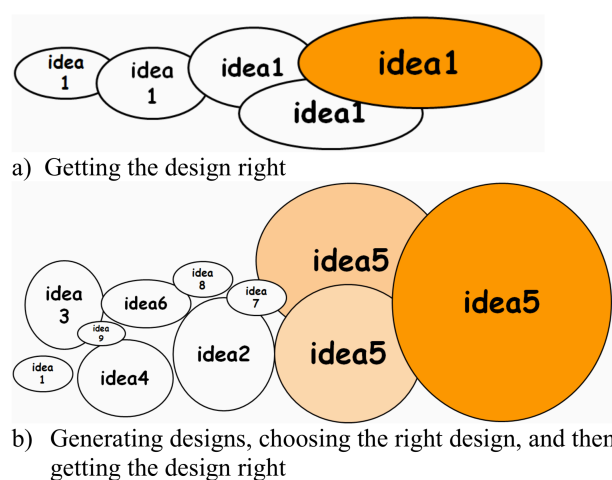 idea
1
idea
1
idea1
idea1
idea1
a) Getting the design right
idea
3
idea
9
idea
1
idea6
idea4
idea
8
idea
7
idea2
idea5
idea5
idea5
b) Generating designs, choosing the right design, and then
getting the design right